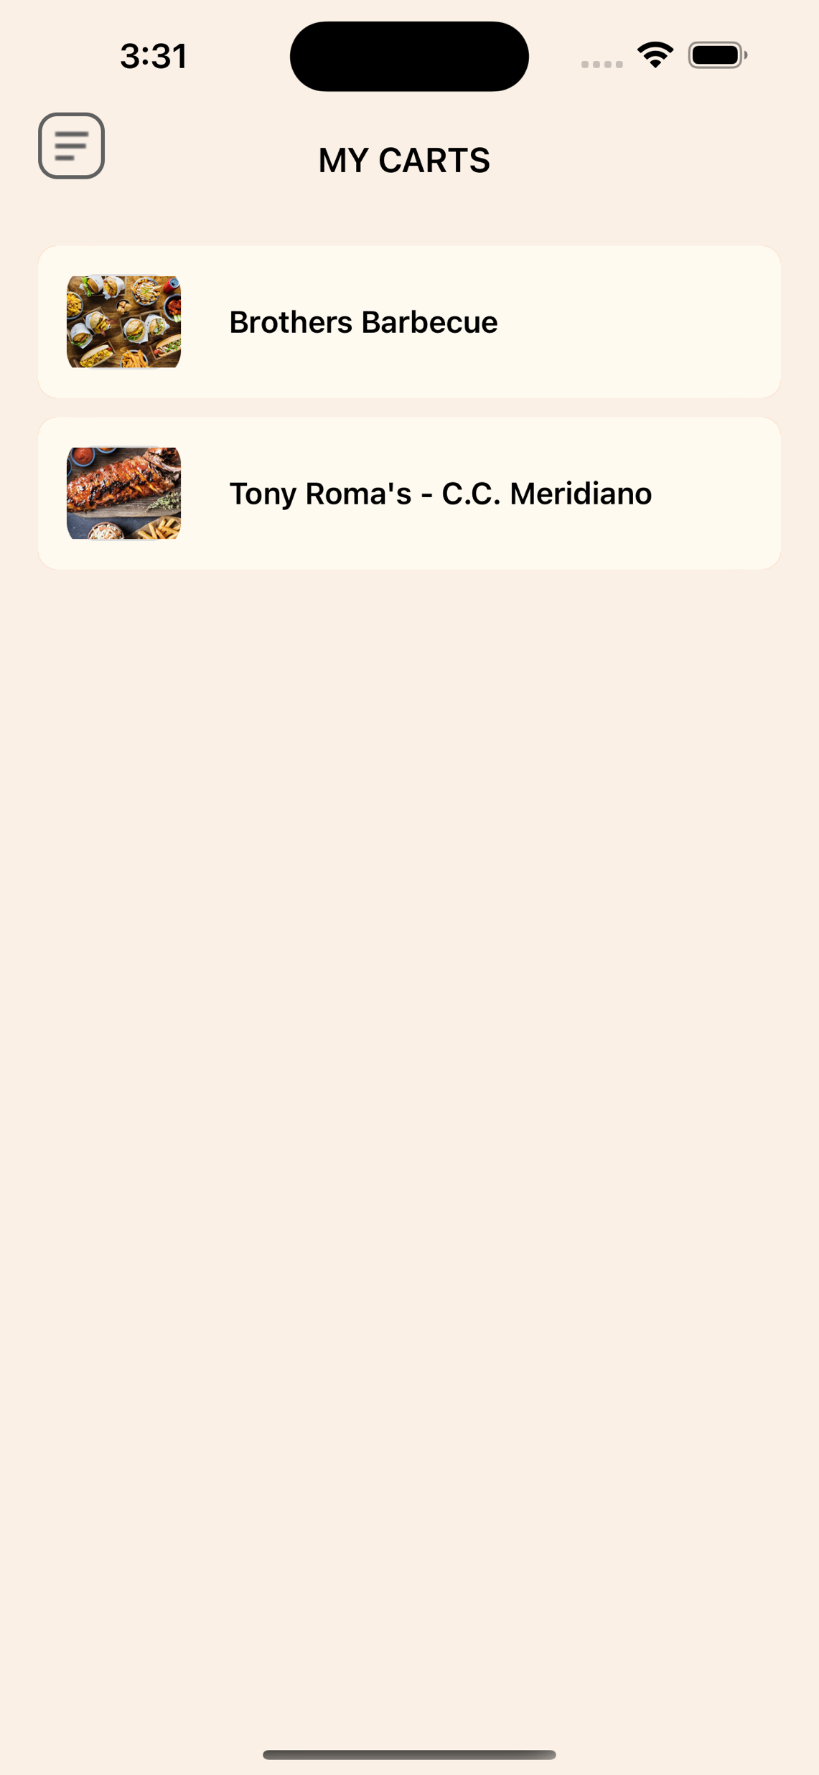 3:31
MY CARTS
Brothers Barbecue
Tony Roma's - C.C. Meridiano